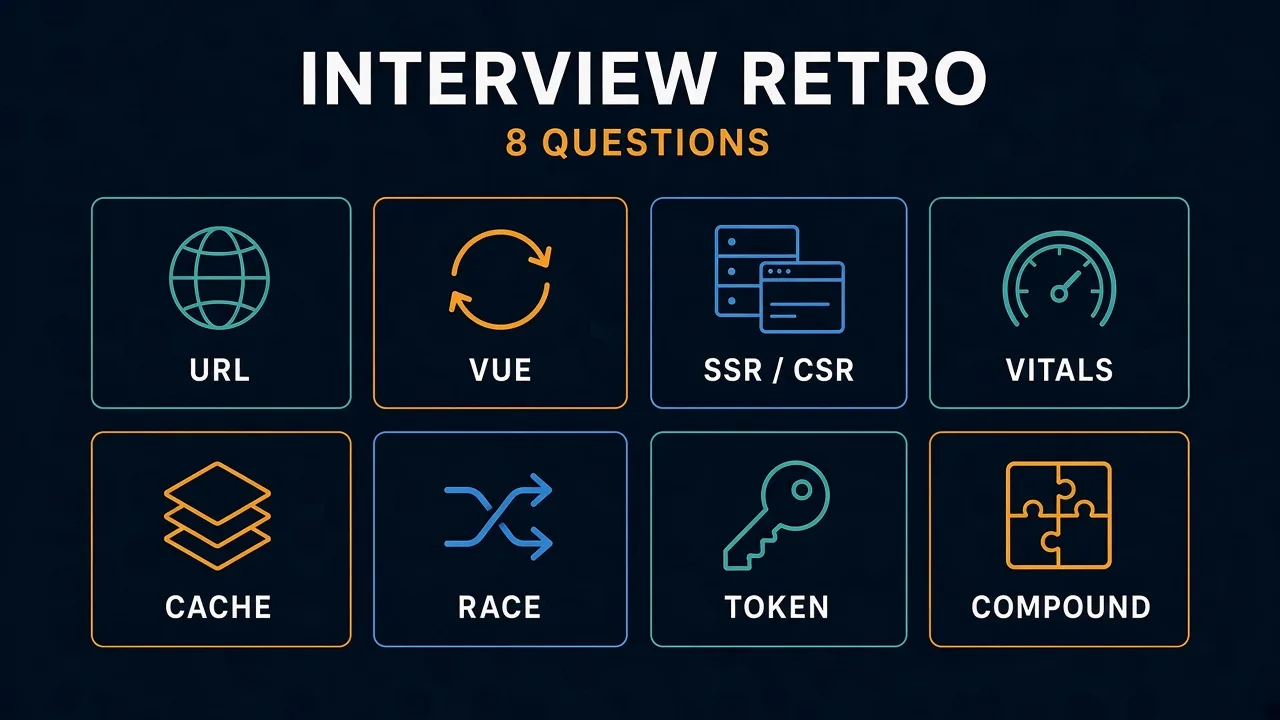 INTERVIEW RETRO
8 QUESTIONS
URL
VUE
SSR / CSR
VITALS
CACHE
RACE
TOKEN
COMPOUND